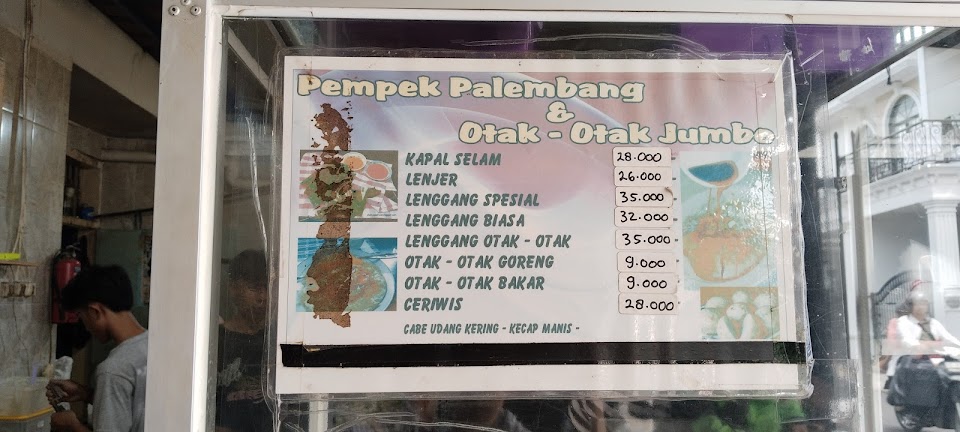 Pempek Palembang
&
Otak - Otak Jumbo
KAPAL SELAM 28.000
LENJER 26.000
LENGGANG SPESIAL 35.000
LENGGANG BIASA 32.000
LENGGANG OTAK - OTAK 35.000
OTAK - OTAK GORENG 9.000
OTAK - OTAK BAKAR 9.000
CERIWIS 28.000
CABE UDANG KERING - KECAP MANIS -